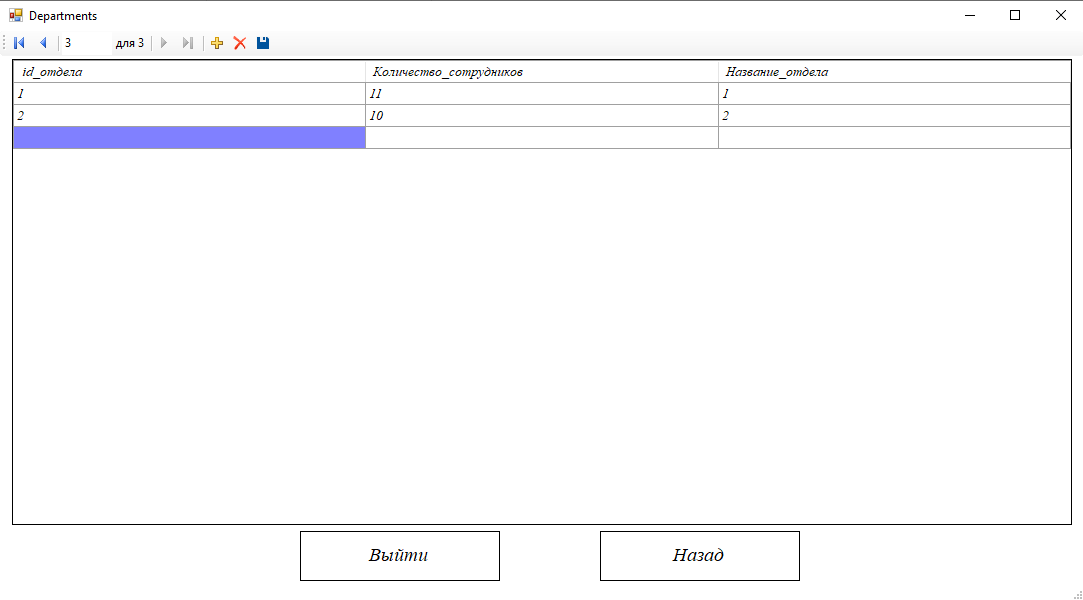 Departments
3 для 3
id_отдела Количество_сотрудников Название_отдела
1 11 1
2 10 2
Выйти Назад